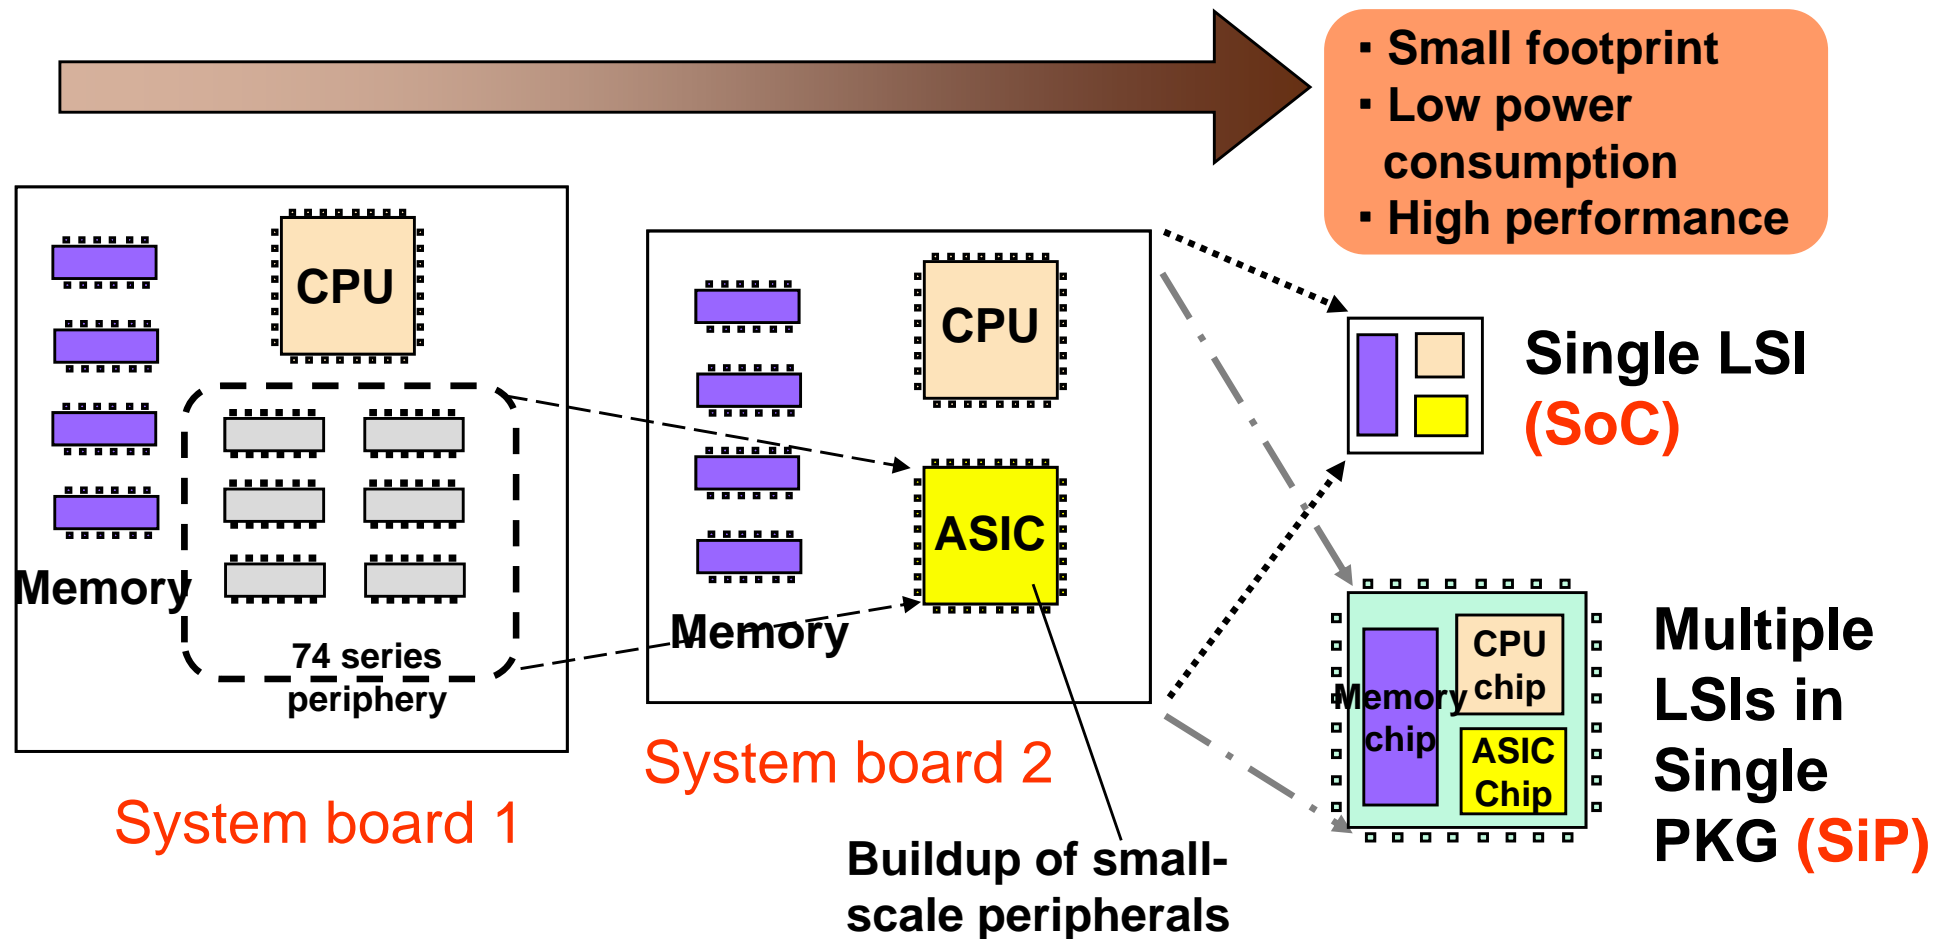 ▪ Small footprint
▪ Low power
consumption
▪ High performance
CPU
Memory
74 series
periphery
System board 1
CPU
ASIC
Memory
System board 2
Buildup of small-
scale peripherals
Single LSI
(SoC)
CPU
chip
Memory
chip
ASIC
Chip
Multiple
LSIs in
Single
PKG (SiP)